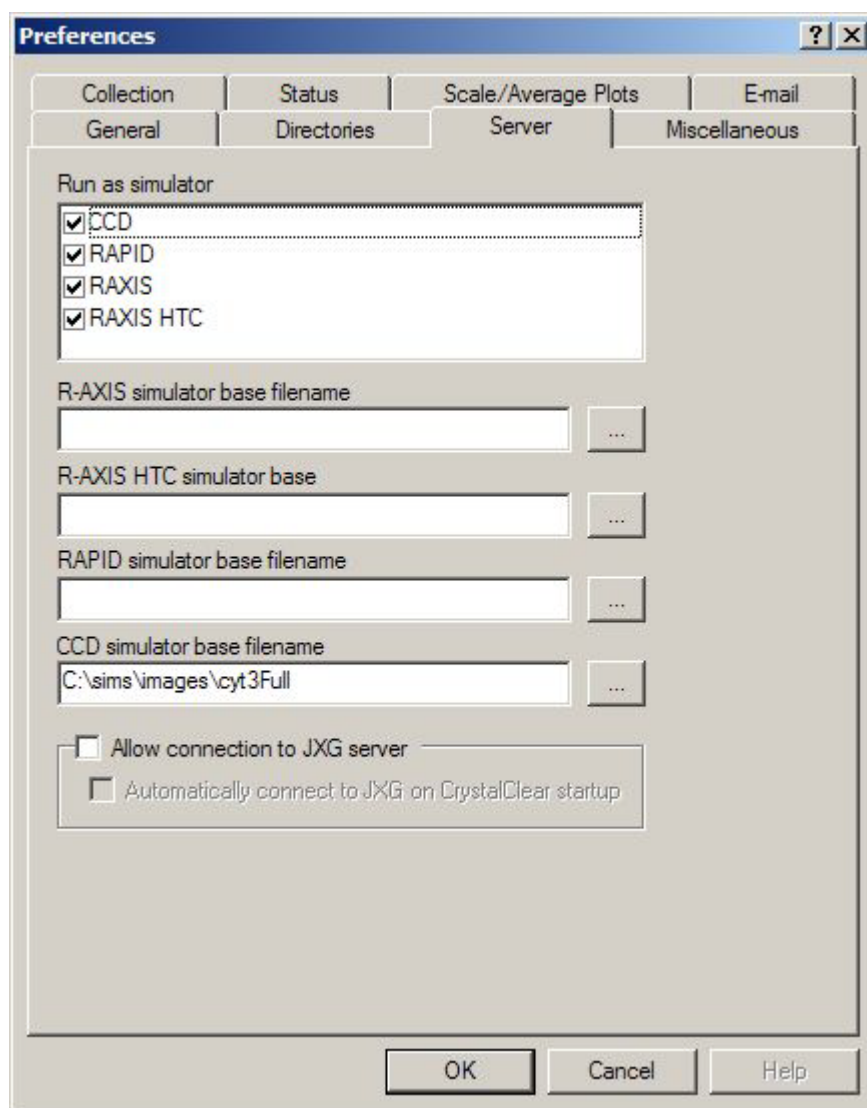 Preferences
? X
Collection Status Scale/Average Plots E-mail
General Directories Server Miscellaneous
Run as simulator
CCD
RAPID
RAXIS
RAXIS HTC
R-AXIS simulator base filename
...
R-AXIS HTC simulator base
...
RAPID simulator base filename
...
CCD simulator base filename
C:\sims\images\cyt3Full
...
Allow connection to JXG server
Automatically connect to JXG on CrystalClear startup
OK Cancel Help